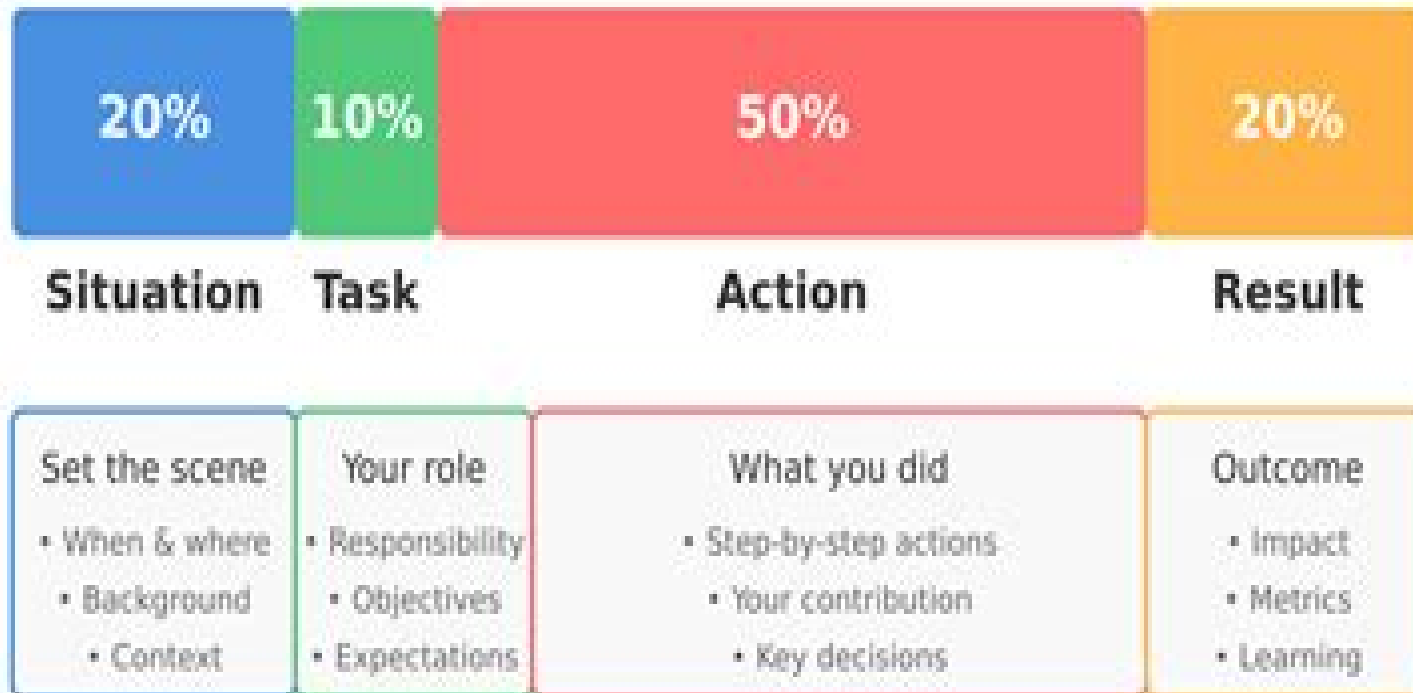 20% 10% 50% 20%
Situation Task Action Result
Set the scene Your role What you did Outcome
• When & where • Responsibility • Step-by-step actions • Impact
• Background • Objectives • Your contribution • Metrics
• Context • Expectations • Key decisions • Learning